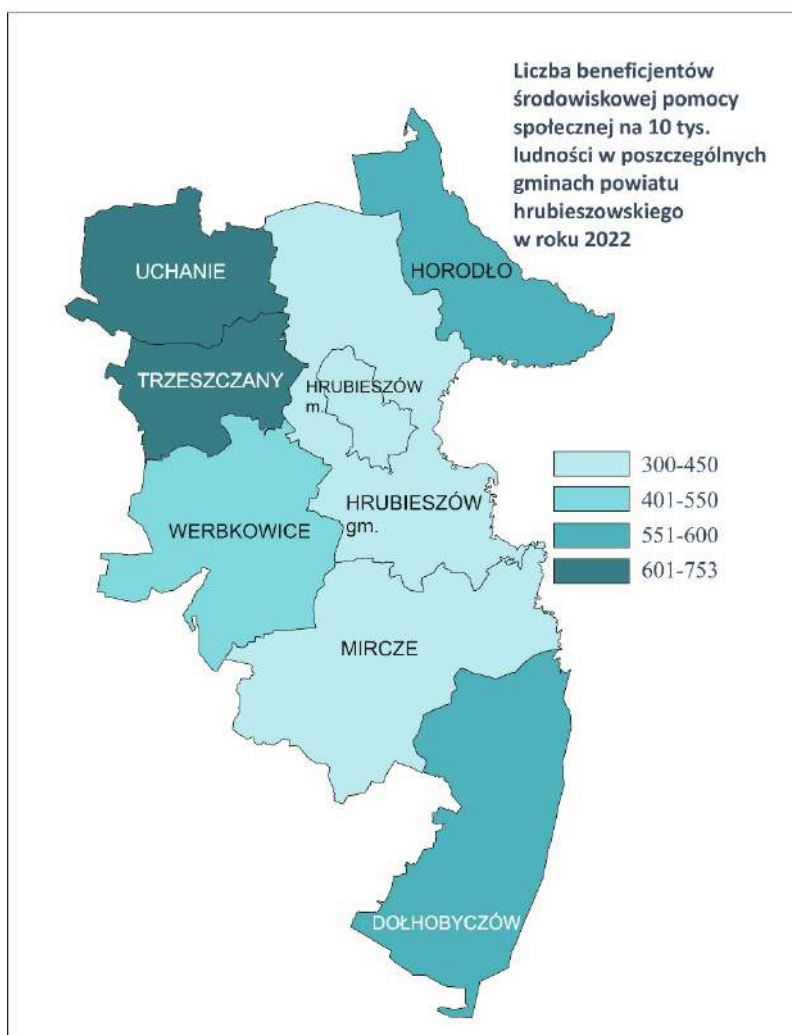 Liczba beneficjentów
środowiskowej pomocy
społecznej na 10 tys.
ludności w poszczególnych
gminach powiatu
hrubieszowskiego
w roku 2022
UCHANIE
HORODŁO
TRZESZCZANY
HRUBIESZÓW
m.
300-450
401-550
551-600
601-753
HRUBIESZÓW
gm.
WERBKOWICE
MIRCZE
DOŁHOBYCZÓW